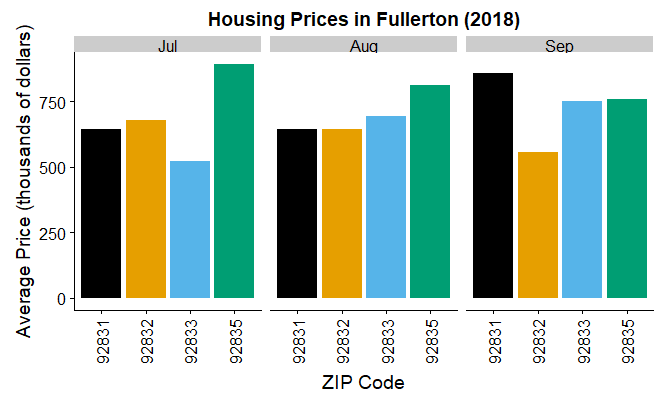 Housing Prices in Fullerton (2018)
Jul Aug Sep
Average Price (thousands of dollars)
750
500
250
0
92831 92832 92833 92835 92831 92832 92833 92835 92831 92832 92833 92835
ZIP Code